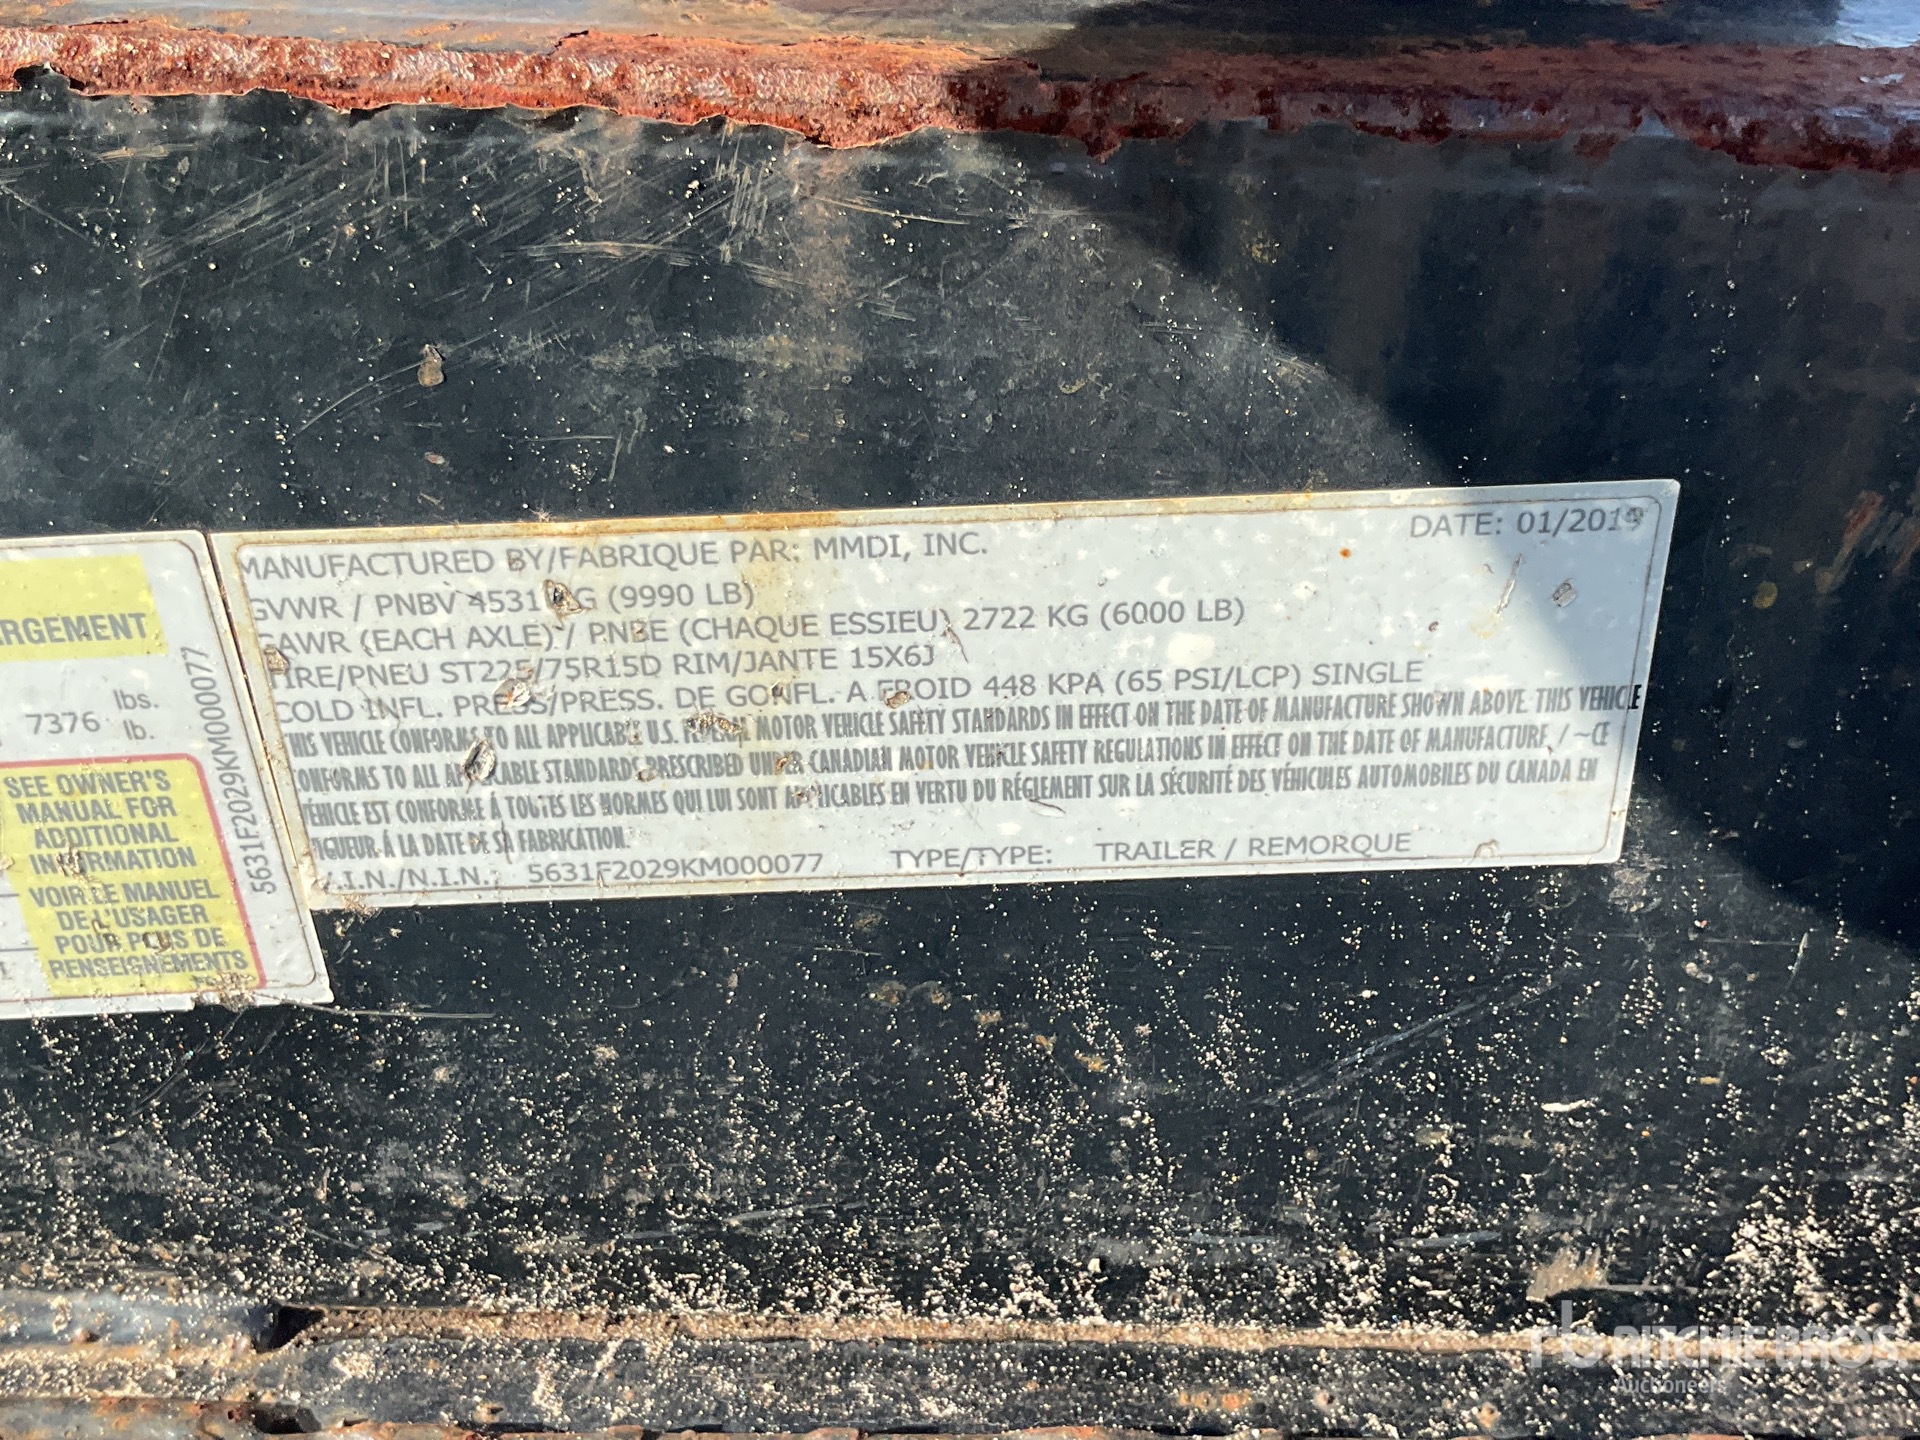 MANUFACTURED BY/FABRIQUE PAR: MMDI, INC. DATE: 01/2019
GVWR / PNBV 4531 KG (9990 LB)
GAWR (EACH AXLE) / PNBE (CHAQUE ESSIEU) 2722 KG (6000 LB)
TIRE/PNEU ST225/75R15D RIM/JANTE 15X6J
COLD INFL. PRESS/PRESS. DE GONFL. A FROID 448 KPA (65 PSI/LCP) SINGLE
THIS VEHICLE CONFORMS TO ALL APPLICABLE U.S. FEDERAL MOTOR VEHICLE SAFETY STANDARDS IN EFFECT ON THE DATE OF MANUFACTURE SHOWN ABOVE. THIS VEHICLE
CONFORMS TO ALL APPLICABLE STANDARDS PRESCRIBED UNDER CANADIAN MOTOR VEHICLE SAFETY REGULATIONS IN EFFECT ON THE DATE OF MANUFACTURE. / ~CE
VÉHICLE EST CONFORME À TOUTES LES NORMES QUI LUI SONT APPLICABLES EN VERTU DU RÉGLEMENT SUR LA SÉCURITÉ DES VÉHICULES AUTOMOBILES DU CANADA EN
VIGUEUR À LA DATE DE SA FABRICATION.
V.I.N./N.I.N.: 5631F2029KM000077 TYPE/TYPE: TRAILER / REMORQUE
RGEMENT
lbs.
7376 lb.
SEE OWNER'S
MANUAL FOR
ADDITIONAL
INFORMATION
VOIR LE MANUEL
DE L'USAGER
POUR PLUS DE
RENSEIGNEMENTS
5631F2029KM000077
RITCHIE BROS.
Auctioneers